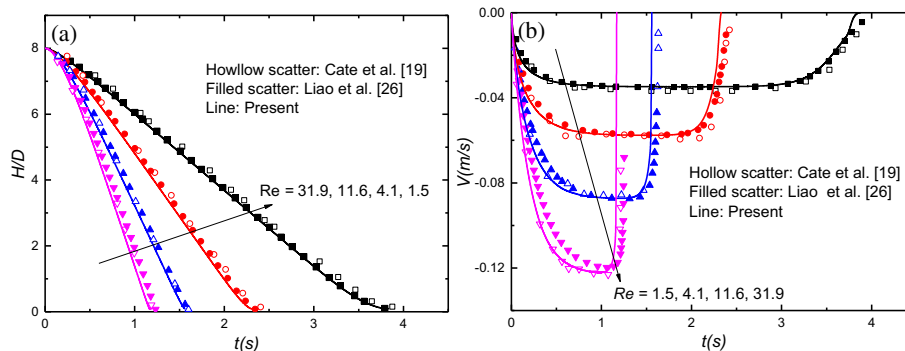 (a)
8
6
4
2
0
H/D
Howllow scatter: Cate et al. [19]
Filled scatter: Liao et al. [26]
Line: Present
Re = 31.9, 11.6, 4.1, 1.5
0 1 2 3 4
t(s)
(b)
0.00
-0.04
-0.08
-0.12
V(m/s)
Hollow scatter: Cate et al. [19]
Filled scatter: Liao et al. [26]
Line: Present
Re = 1.5, 4.1, 11.6, 31.9
0 1 2 3 4
t(s)